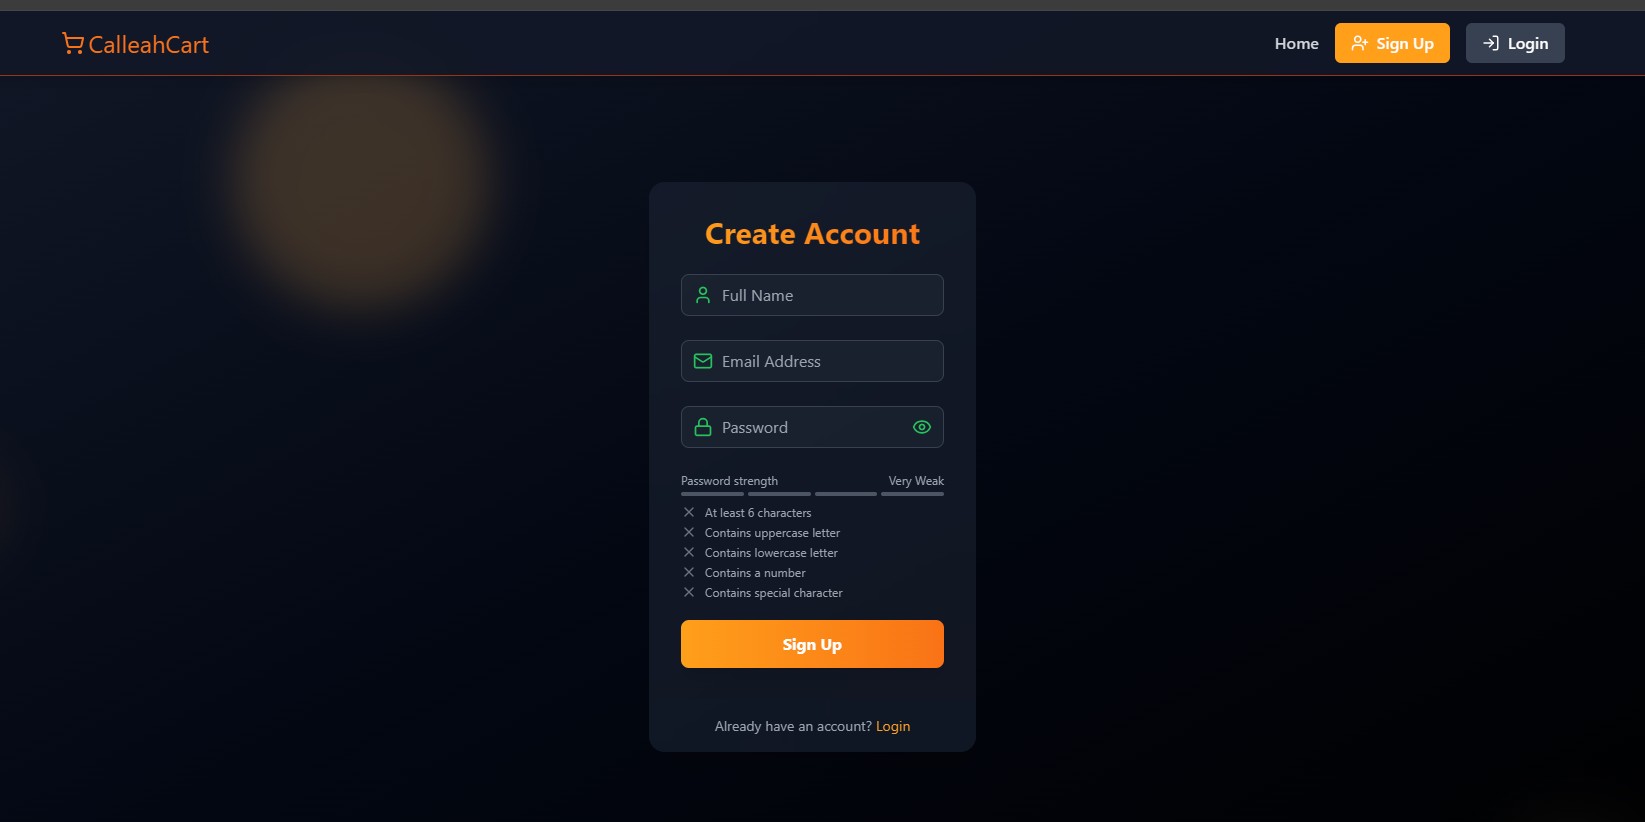 CalleahCart
Home
Sign Up
Login
Create Account
Full Name
Email Address
Password
Password strength
Very Weak
At least 6 characters
Contains uppercase letter
Contains lowercase letter
Contains a number
Contains special character
Sign Up
Already have an account? Login